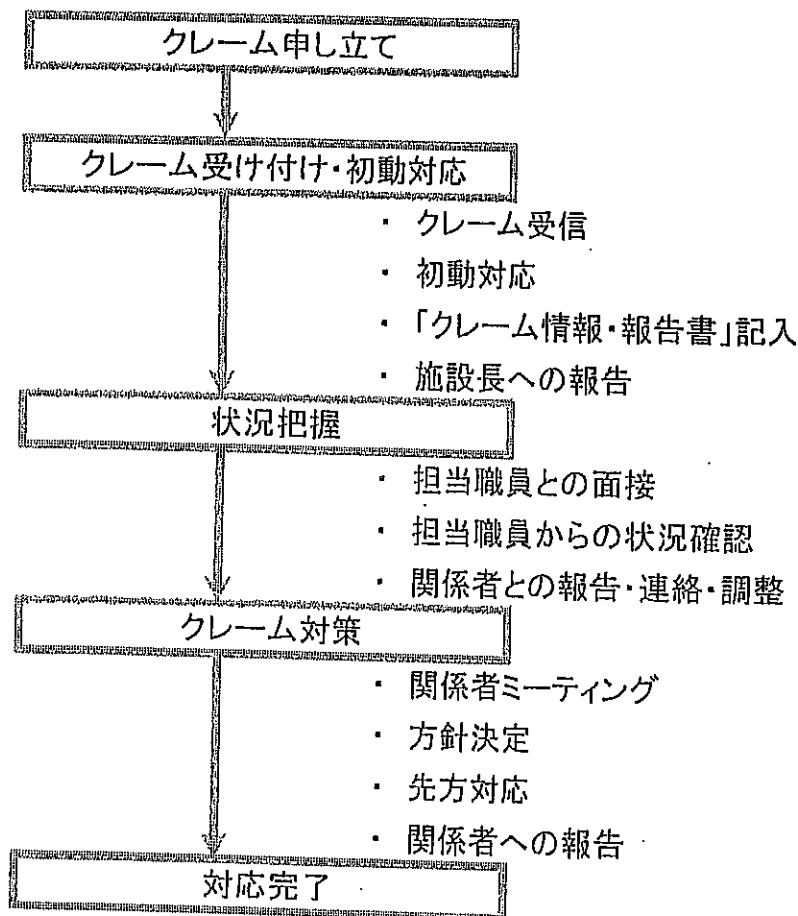 クレーム申し立て
クレーム受け付け・初動対応
・ クレーム受信
・ 初動対応
・ 「クレーム情報・報告書」記入
・ 施設長への報告
状況把握
・ 担当職員との面接
・ 担当職員からの状況確認
・ 関係者との報告・連絡・調整
クレーム対策
・ 関係者ミーティング
・ 方針決定
・ 先方対応
・ 関係者への報告
対応完了